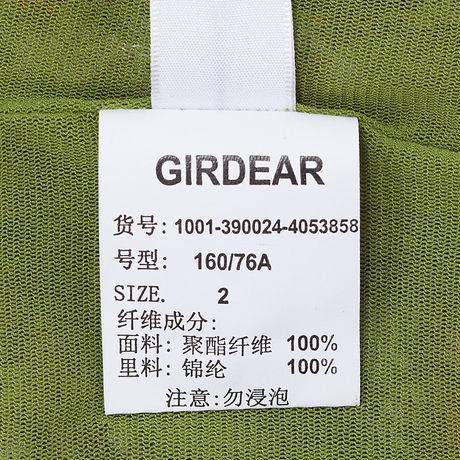 GIRDEAR
货号: 1001-390024-4053858
号型: 160/76A
SIZE. 2
纤维成分:
面料: 聚酯纤维 100%
里料: 锦纶 100%
注意: 勿浸泡